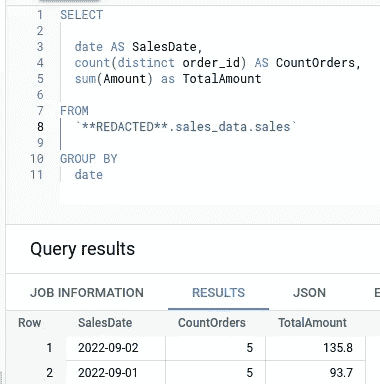 1 SELECT
2
3 date AS SalesDate,
4 count(distinct order_id) AS CountOrders,
5 sum(Amount) as TotalAmount
6
7 FROM
8 `**REDACTED**.sales_data.sales`
9
10 GROUP BY
11 date
Query results
JOB INFORMATION RESULTS JSON E
Row SalesDate CountOrders TotalAmount
1 2022-09-02 5 135.8
2 2022-09-01 5 93.7